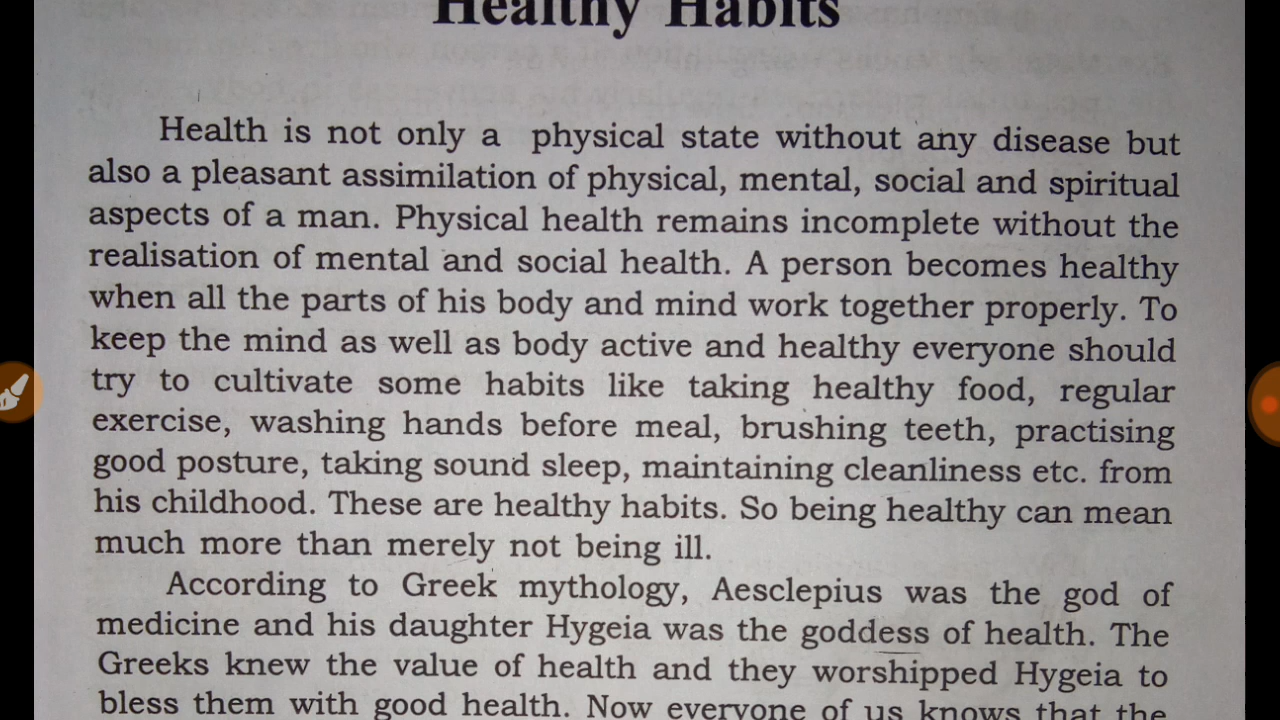 Healthy Habits
Health is not only a physical state without any disease but
also a pleasant assimilation of physical, mental, social and spiritual
aspects of a man. Physical health remains incomplete without the
realisation of mental and social health. A person becomes healthy
when all the parts of his body and mind work together properly. To
keep the mind as well as body active and healthy everyone should
try to cultivate some habits like taking healthy food, regular
exercise, washing hands before meal, brushing teeth, practising
good posture, taking sound sleep, maintaining cleanliness etc. from
his childhood. These are healthy habits. So being healthy can mean
much more than merely not being ill.
According to Greek mythology, Aesclepius was the god of
medicine and his daughter Hygeia was the goddess of health. The
Greeks knew the value of health and they worshipped Hygeia to
bless them with good health. Now everyone of us knows that the